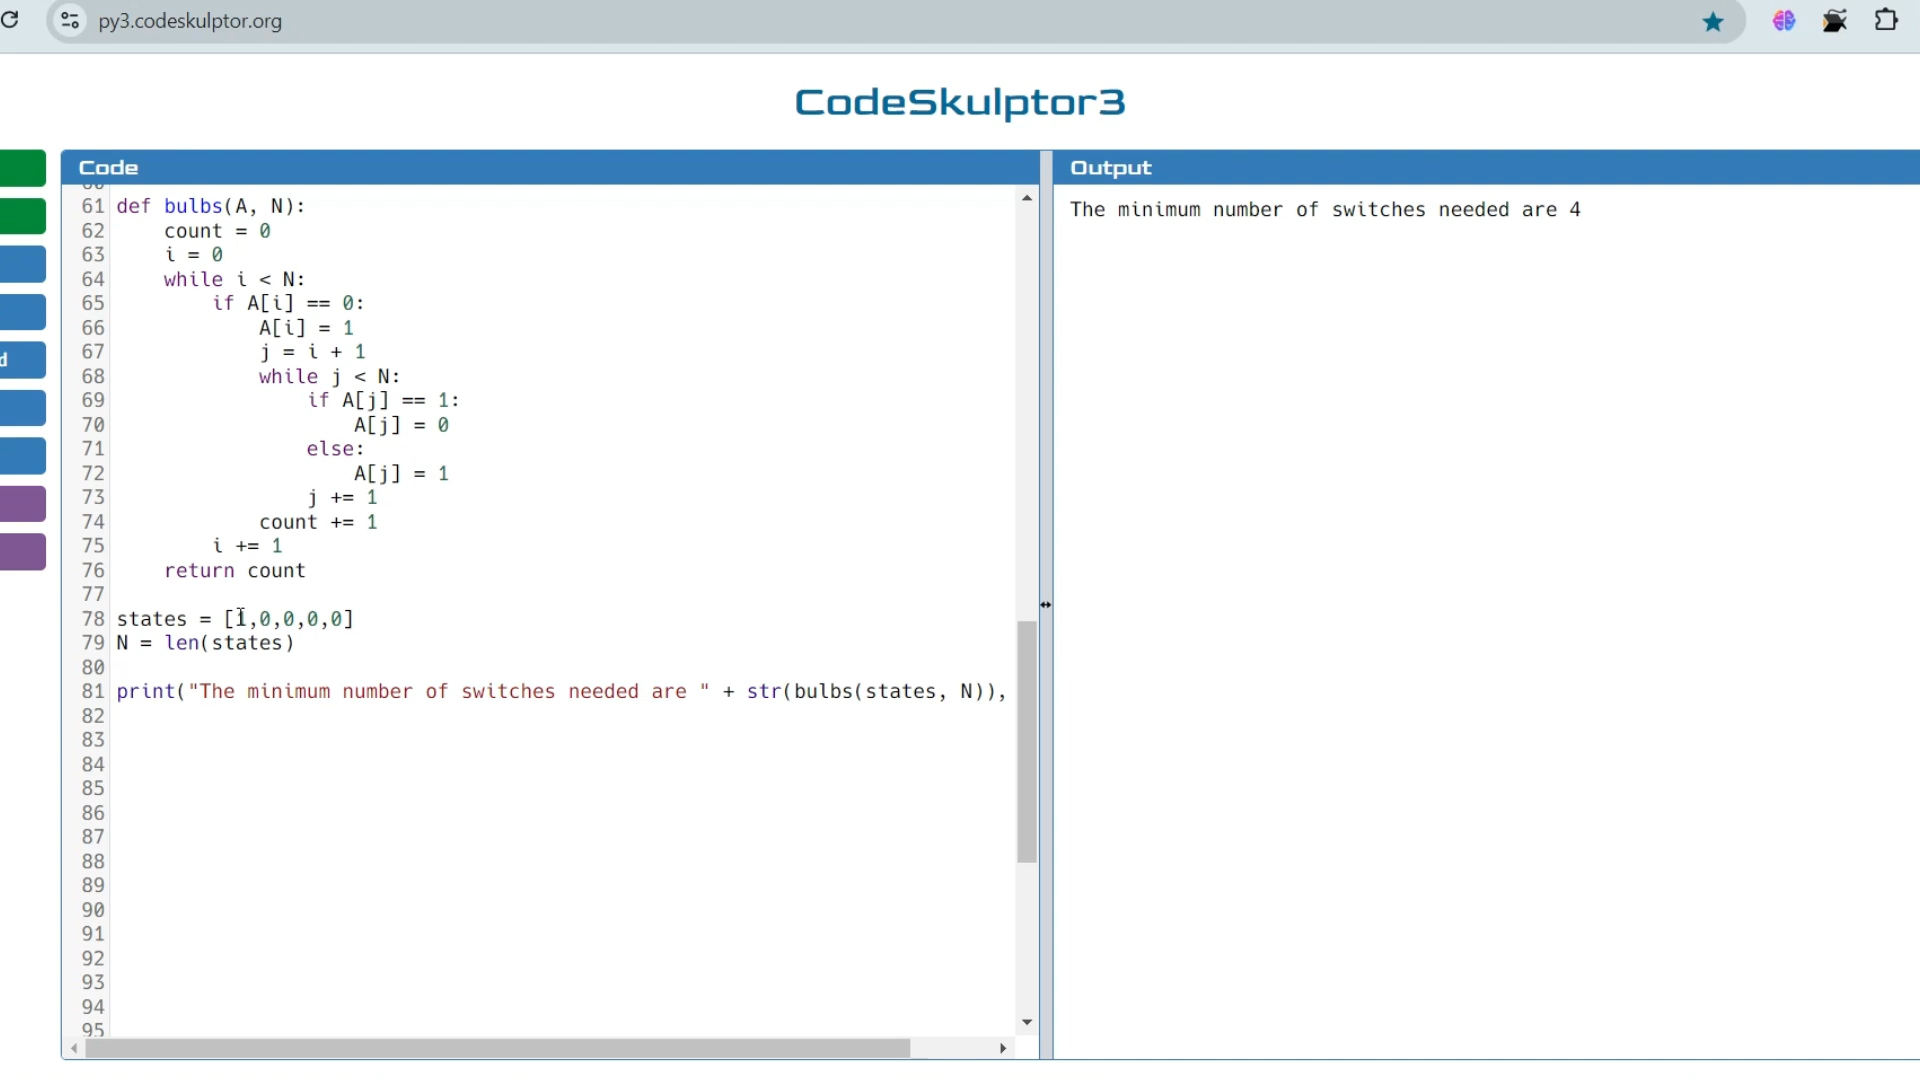 py3.codeskulptor.org
CodeSkulptor3
Code
61 def bulbs(A, N):
62     count = 0
63     i = 0
64     while i < N:
65         if A[i] == 0:
66             A[i] = 1
67             j = i + 1
68             while j < N:
69                 if A[j] == 1:
70                     A[j] = 0
71                 else:
72                     A[j] = 1
73                 j += 1
74             count += 1
75         i += 1
76     return count
77
78 states = [1,0,0,0,0]
79 N = len(states)
80
81 print("The minimum number of switches needed are " + str(bulbs(states, N)),
82
83
84
85
86
87
88
89
90
91
92
93
94
95
d
Output
The minimum number of switches needed are 4